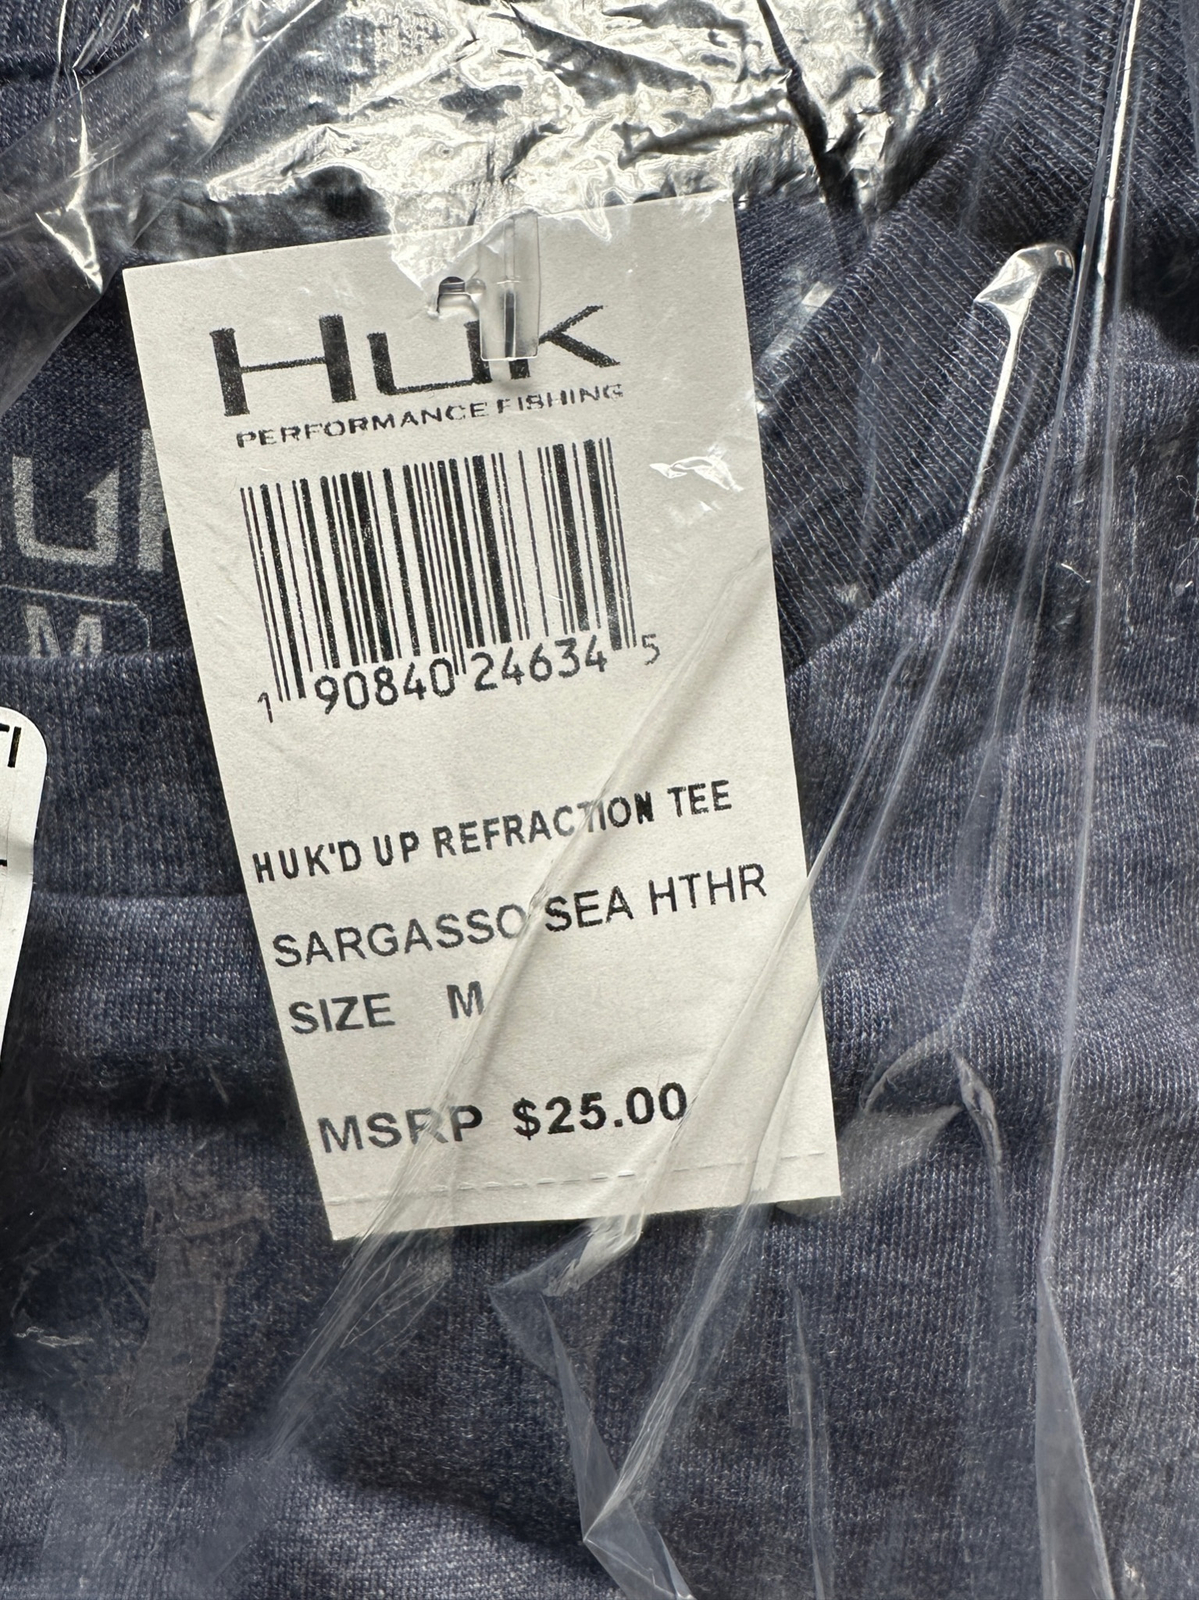 HUK
PERFORMANCE FISHING
1 90840 24634 5
HUK'D UP REFRACTION TEE
SARGASSO SEA HTHR
SIZE M
MSRP $25.00
M